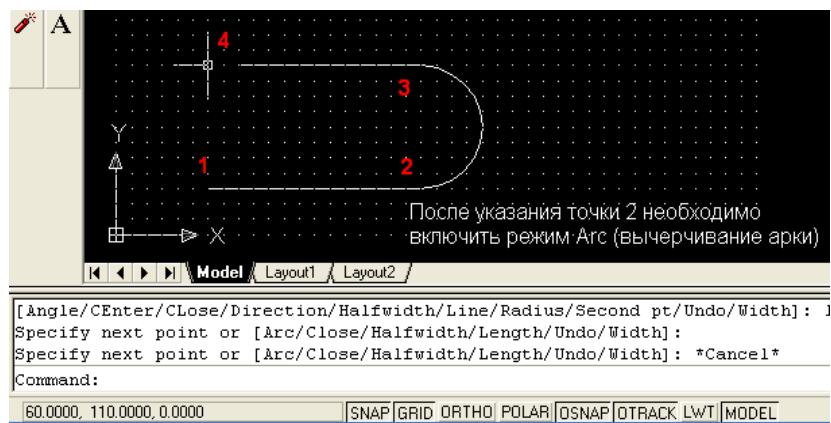 A
4
3
Y
1
2
После указания точки 2 необходимо
X
включить режим Arc (вычерчивание арки)
Model Layout1 Layout2
[Angle/CEnter/CLose/Direction/Halfwidth/Line/Radius/Second pt/Undo/Width]:
Specify next point or [Arc/Close/Halfwidth/Length/Undo/Width]:
Specify next point or [Arc/Close/Halfwidth/Length/Undo/Width]: *Cancel*
Command:
60.0000, 110.0000, 0.0000 SNAP GRID ORTHO POLAR OSNAP OTRACK LWT MODEL